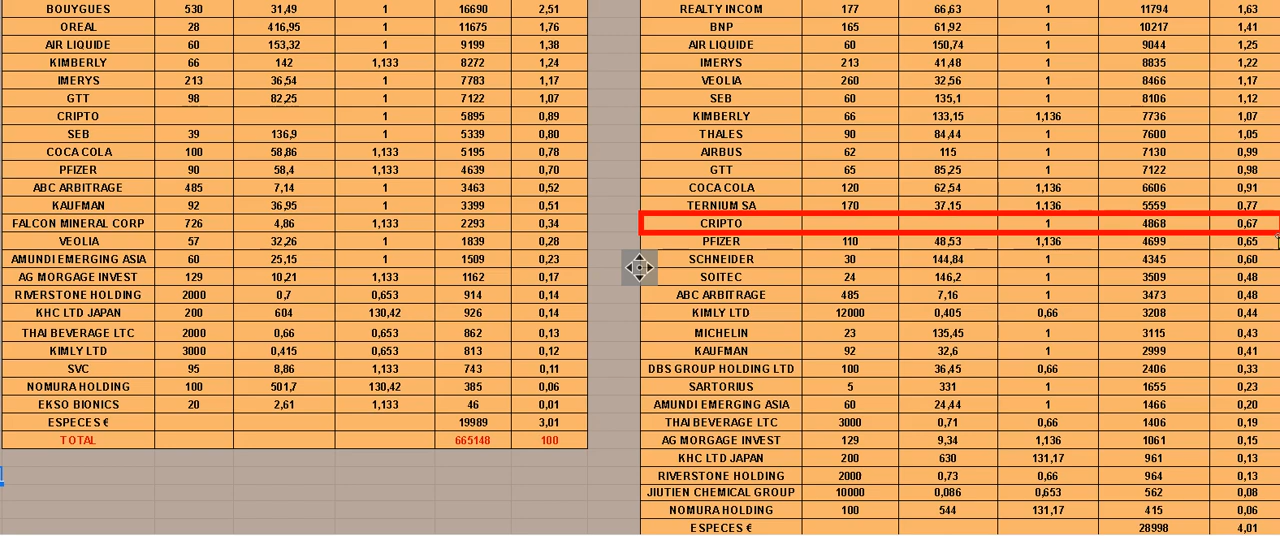 BOUYGUES 530 31,49 1 16690 2,51
OREAL 28 416,95 1 11675 1,76
AIR LIQUIDE 60 153,32 1 9199 1,38
KIMBERLY 66 142 1,133 8272 1,24
IMERYS 213 36,54 1 7783 1,17
GTT 98 82,25 1 7122 1,07
CRIPTO 1 5895 0,89
SEB 39 136,9 1 5339 0,80
COCA COLA 100 58,86 1,133 5195 0,78
PFIZER 90 58,4 1,133 4639 0,70
ABC ARBITRAGE 485 7,14 1 3463 0,52
KAUFMAN 92 36,95 1 3399 0,51
FALCON MINERAL CORP 726 4,86 1,133 2293 0,34
VEOLIA 57 32,26 1 1839 0,28
AMUNDI EMERGING ASIA 60 25,15 1 1509 0,23
AG MORGAGE INVEST 129 10,21 1,133 1162 0,17
RIVERSTONE HOLDING 2000 0,7 0,653 914 0,14
KHC LTD JAPAN 200 604 130,42 926 0,14
THAI BEVERAGE LTC 2000 0,66 0,653 862 0,13
KIMLY LTD 3000 0,415 0,653 813 0,12
SVC 95 8,86 1,133 743 0,11
NOMURA HOLDING 100 501,7 130,42 385 0,06
EKSO BIONICS 20 2,61 1,133 46 0,01
ESPECES € 19989 3,01
TOTAL 665148 100
REALTY INCOM 177 66,63 1 11794 1,63
BNP 165 61,92 1 10217 1,41
AIR LIQUIDE 60 150,74 1 9044 1,25
IMERYS 213 41,48 1 8835 1,22
VEOLIA 260 32,56 1 8466 1,17
SEB 60 135,1 1 8106 1,12
KIMBERLY 66 133,15 1,136 7736 1,07
THALES 90 84,44 1 7600 1,05
AIRBUS 62 115 1 7130 0,99
GTT 65 85,25 1 7122 0,98
COCA COLA 120 62,54 1,136 6606 0,91
TERNIUM SA 170 37,15 1,136 5559 0,77
CRIPTO 1 4868 0,67
PFIZER 110 48,53 1,136 4699 0,65
SCHNEIDER 30 144,84 1 4345 0,60
SOITEC 24 146,2 1 3509 0,48
ABC ARBITRAGE 485 7,16 1 3473 0,48
KIMLY LTD 12000 0,405 0,66 3208 0,44
MICHELIN 23 135,45 1 3115 0,43
KAUFMAN 92 32,6 1 2999 0,41
DBS GROUP HOLDING LTD 100 36,45 0,66 2406 0,33
SARTORIUS 5 331 1 1655 0,23
AMUNDI EMERGING ASIA 60 24,44 1 1466 0,20
THAI BEVERAGE LTC 3000 0,71 0,66 1406 0,19
AG MORGAGE INVEST 129 9,34 1,136 1061 0,15
KHC LTD JAPAN 200 630 131,17 961 0,13
RIVERSTONE HOLDING 2000 0,73 0,66 964 0,13
JIUTIEN CHEMICAL GROUP 10000 0,086 0,653 562 0,08
NOMURA HOLDING 100 544 131,17 415 0,06
ESPECES € 28998 4,01